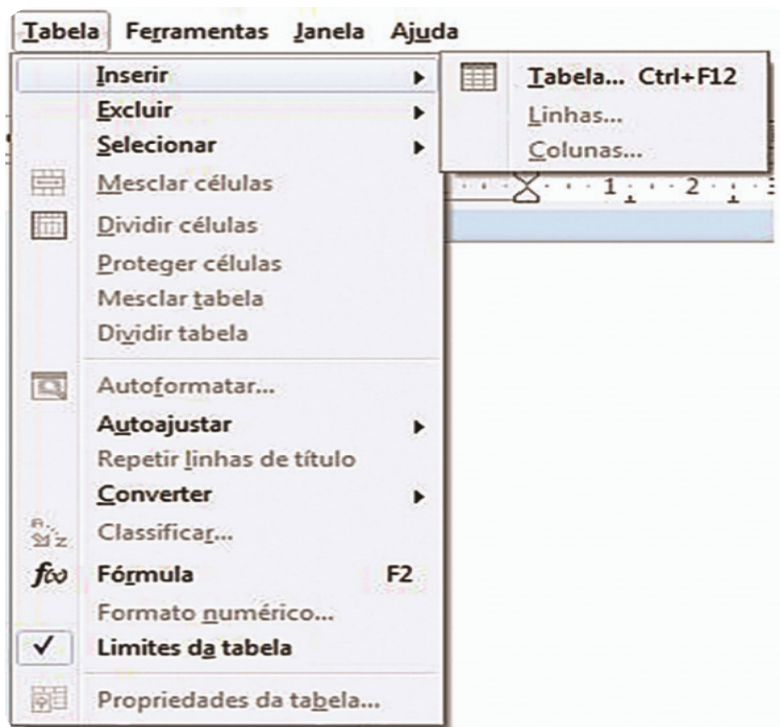 Tabela Ferramentas Janela Ajuda
Inserir
Tabela... Ctrl+F12
Excluir
Linhas...
Selecionar
Colunas...
Mesclar células
1 2
Dividir células
Proteger células
Mesclar tabela
Dividir tabela
Autoformatar...
Autoajustar
Repetir linhas de título
Converter
Classificar...
Fórmula F2
Formato numérico...
Limites da tabela
Propriedades da tabela...